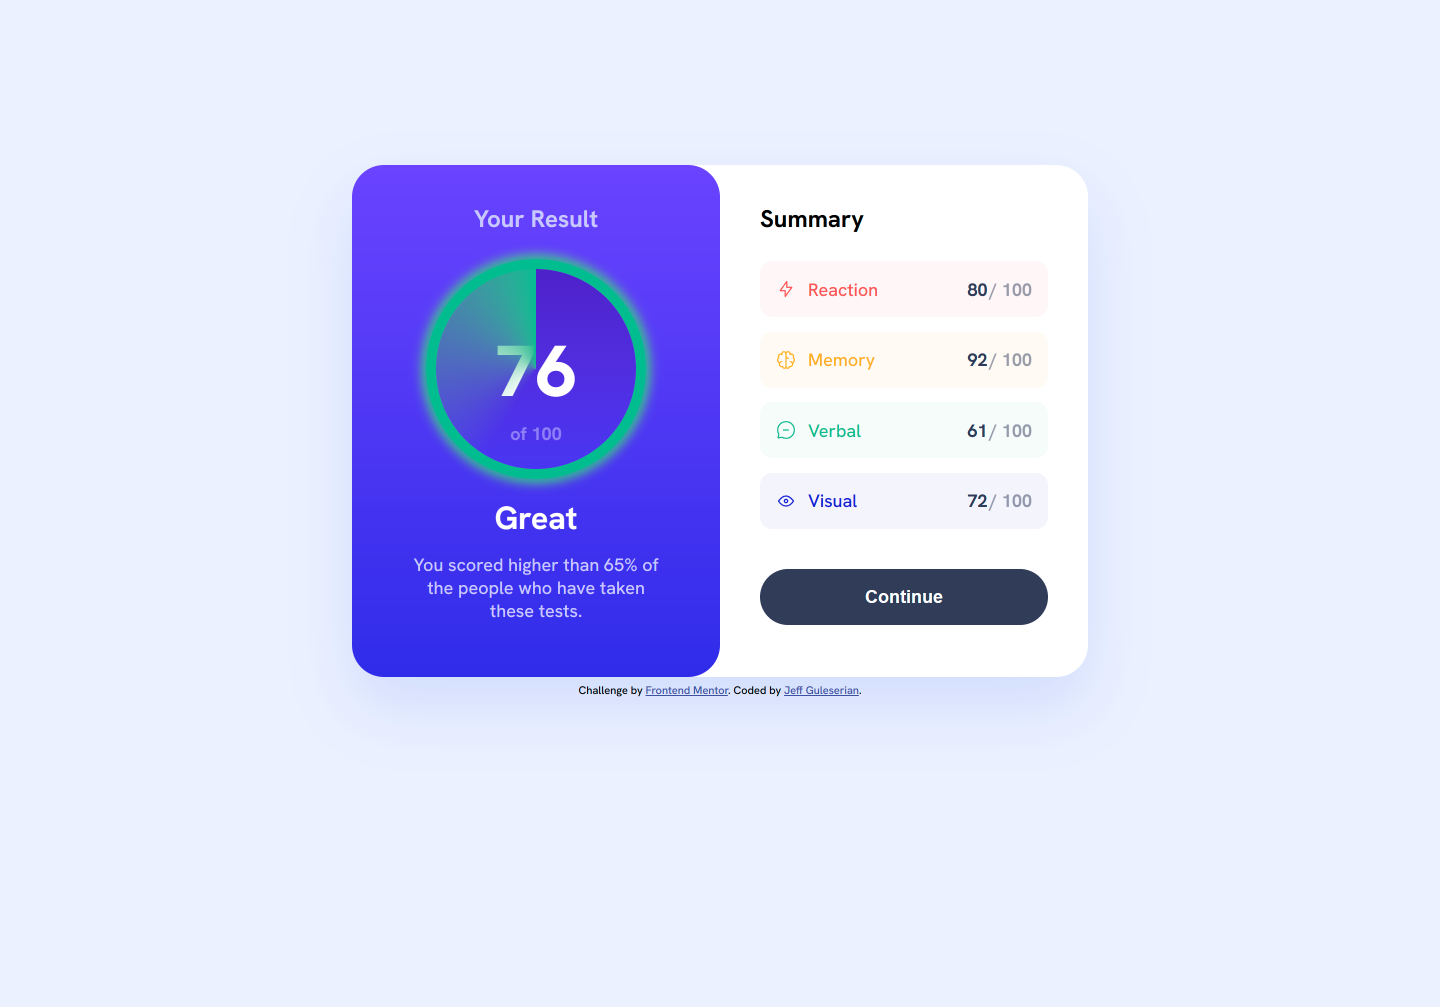 Your Result
76
of 100
Great
You scored higher than 65% of
the people who have taken
these tests.
Summary
Reaction 80/ 100
Memory 92/ 100
Verbal 61/ 100
Visual 72/ 100
Continue
Challenge by Frontend Mentor. Coded by Jeff Guleserian.